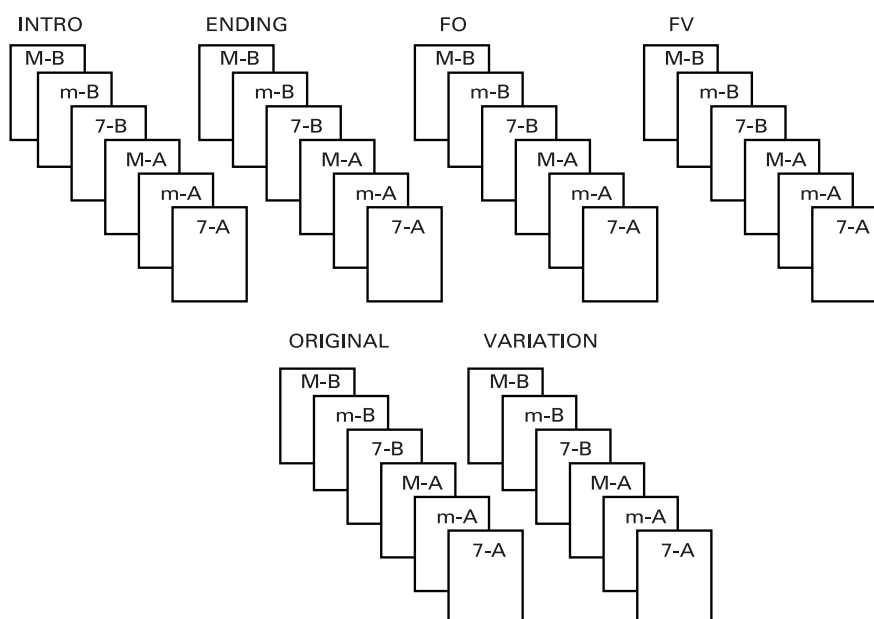 INTRO ENDING FO FV
M-B M-B M-B M-B
m-B m-B m-B m-B
7-B 7-B 7-B 7-B
M-A M-A M-A M-A
m-A m-A m-A m-A
7-A 7-A 7-A 7-A
ORIGINAL VARIATION
M-B M-B
m-B m-B
7-B 7-B
M-A M-A
m-A m-A
7-A 7-A